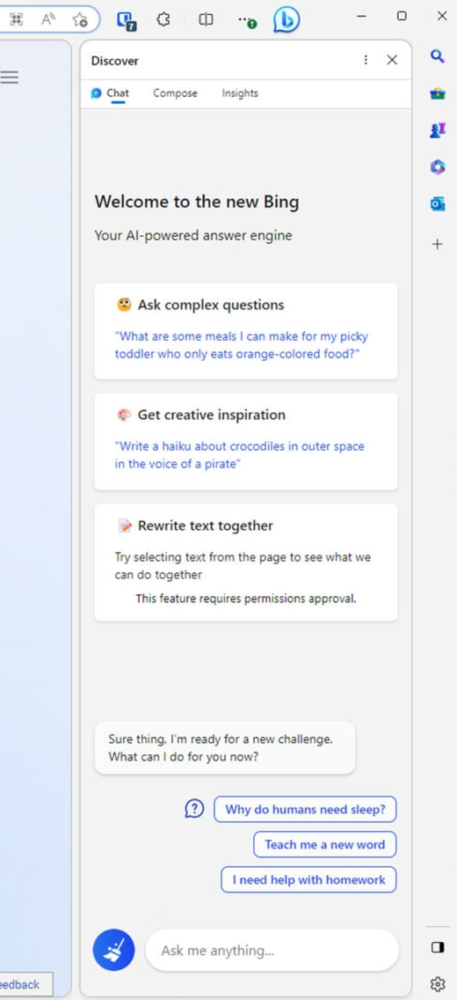 7
Discover
Chat Compose Insights
Welcome to the new Bing
Your AI-powered answer engine
Ask complex questions
"What are some meals I can make for my picky
toddler who only eats orange-colored food?"
Get creative inspiration
"Write a haiku about crocodiles in outer space
in the voice of a pirate"
Rewrite text together
Try selecting text from the page to see what we
can do together
This feature requires permissions approval.
Sure thing, I'm ready for a new challenge.
What can I do for you now?
Why do humans need sleep?
Teach me a new word
I need help with homework
Ask me anything...
eedback